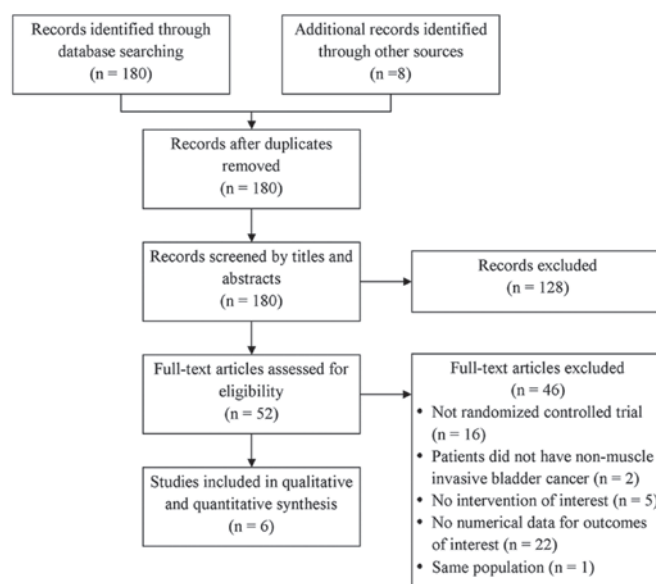 Records identified through
database searching
(n = 180)
Additional records identified
through other sources
(n =8)
Records after duplicates
removed
(n = 180)
Records screened by titles and
abstracts
(n = 180)
Records excluded
(n = 128)
Full-text articles assessed for
eligibility
(n = 52)
Full-text articles excluded
(n = 46)
• Not randomized controlled trial
(n = 16)
• Patients did not have non-muscle
invasive bladder cancer (n = 2)
• No intervention of interest (n = 5)
• No numerical data for outcomes
of interest (n = 22)
• Same population (n = 1)
Studies included in qualitative
and quantitative synthesis
(n = 6)